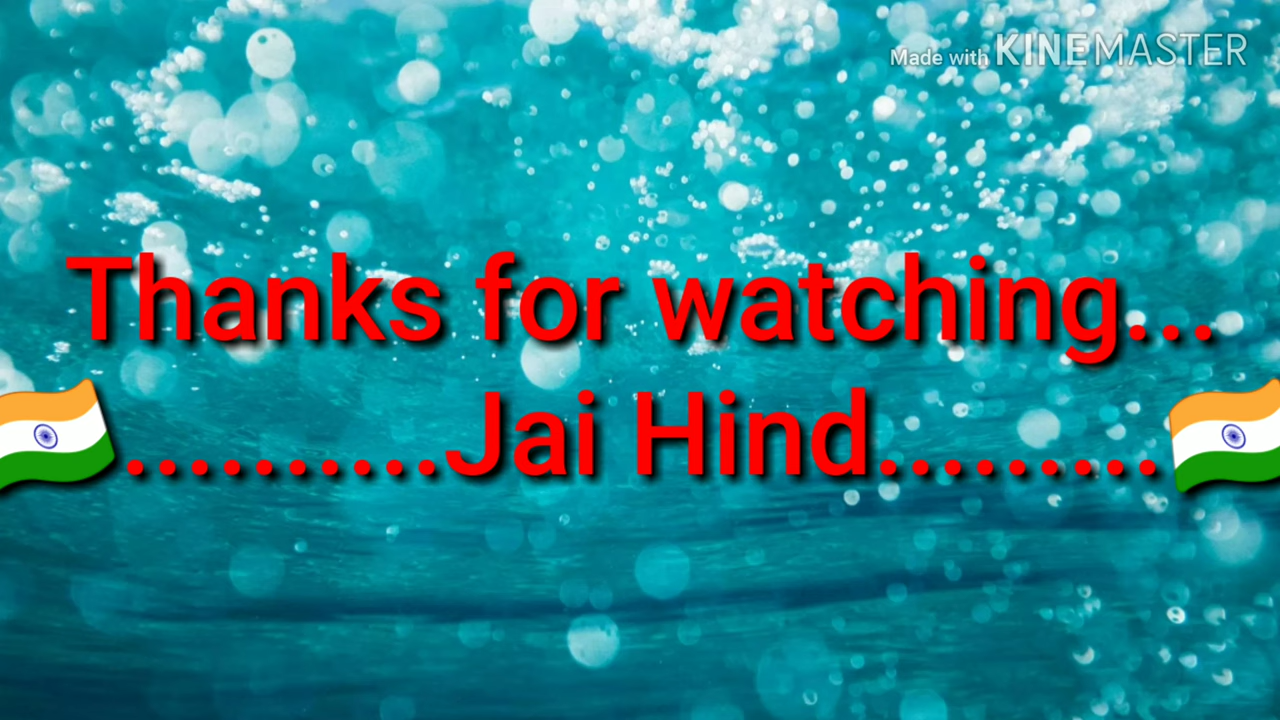 Made with KINEMASTER
Thanks for watching...
🇮🇳..........Jai Hind.........🇮🇳